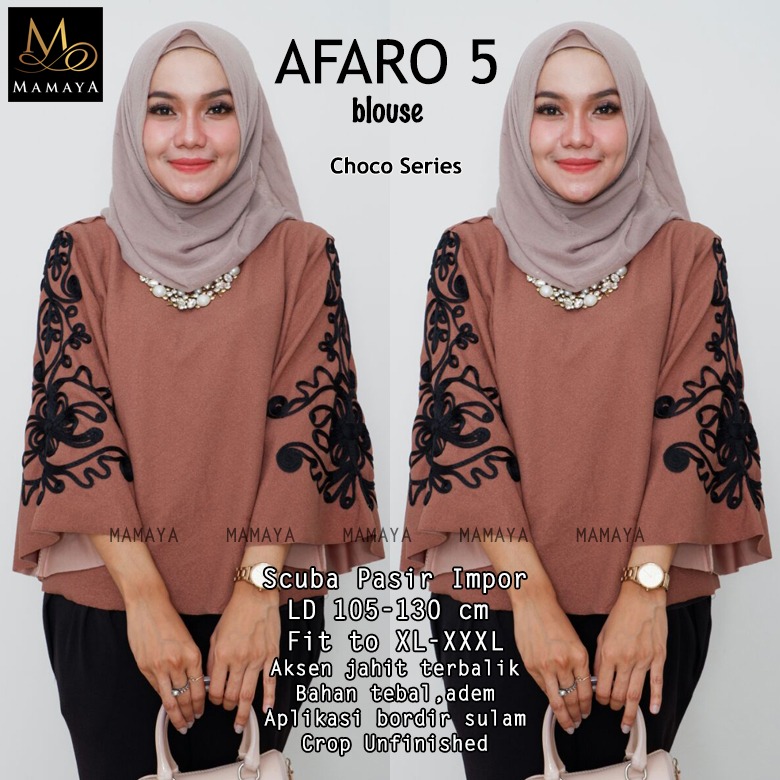 M
MAMAYA
AFARO 5
blouse
Choco Series
MAMAYA MAMAYA MAMAYA MAMAYA MAMAYA
Scuba Pasir Impor
LD 105-130 cm
Fit to XL-XXXL
Aksen jahit terbalik
Bahan tebal,adem
Aplikasi bordir sulam
Crop Unfinished